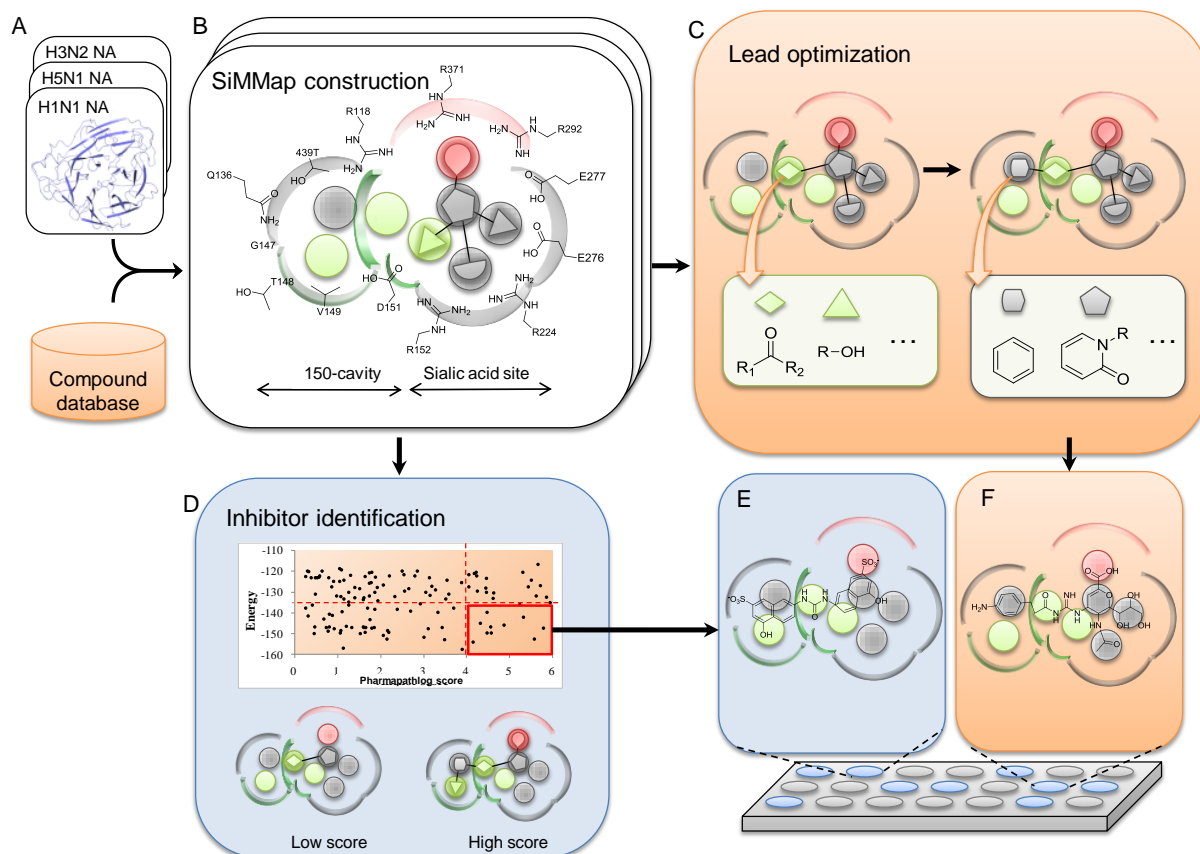 A
H3N2 NA
H5N1 NA
H1N1 NA
Compound
database
B
SiMMap construction
R371
R118
R292
439T
Q136
E277
G147
E276
T148
V149
D151
R224
R152
150-cavity
Sialic acid site
C
Lead optimization
R1 O R2
R–OH
...
N R O
...
D
Inhibitor identification
Energy
-110
-120
-130
-140
-150
-160
0 1 2 3 4 5 6
Pharmapatblog score
Low score
High score
E
F